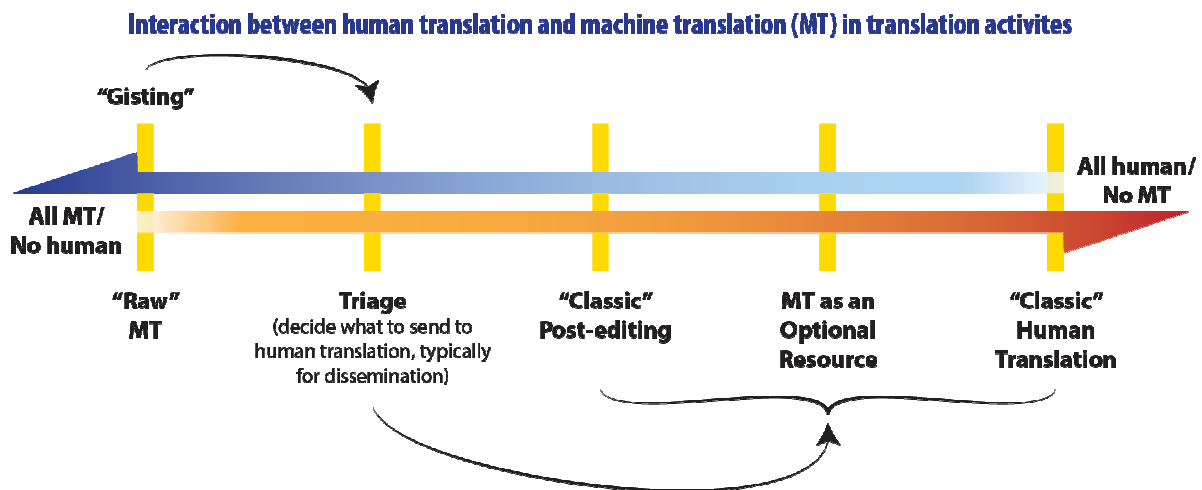 Interaction between human translation and machine translation (MT) in translation activites
“Gisting”
All MT/
No human
All human/
No MT
“Raw”
MT
Triage
(decide what to send to
human translation, typically
for dissemination)
“Classic”
Post-editing
MT as an
Optional
Resource
“Classic”
Human
Translation